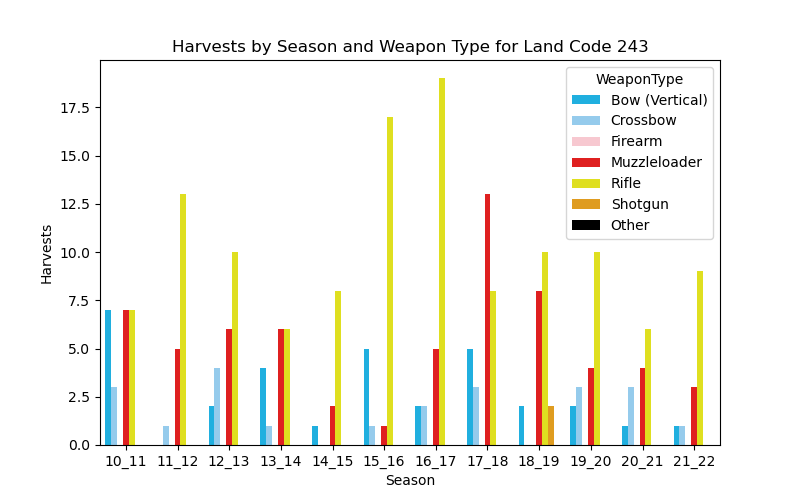 Harvests by Season and Weapon Type for Land Code 243
WeaponType
Bow (Vertical)
Crossbow
Firearm
Muzzleloader
Rifle
Shotgun
Other
Harvests
17.5
15.0
12.5
10.0
7.5
5.0
2.5
0.0
10_11 11_12 12_13 13_14 14_15 15_16 16_17 17_18 18_19 19_20 20_21 21_22
Season